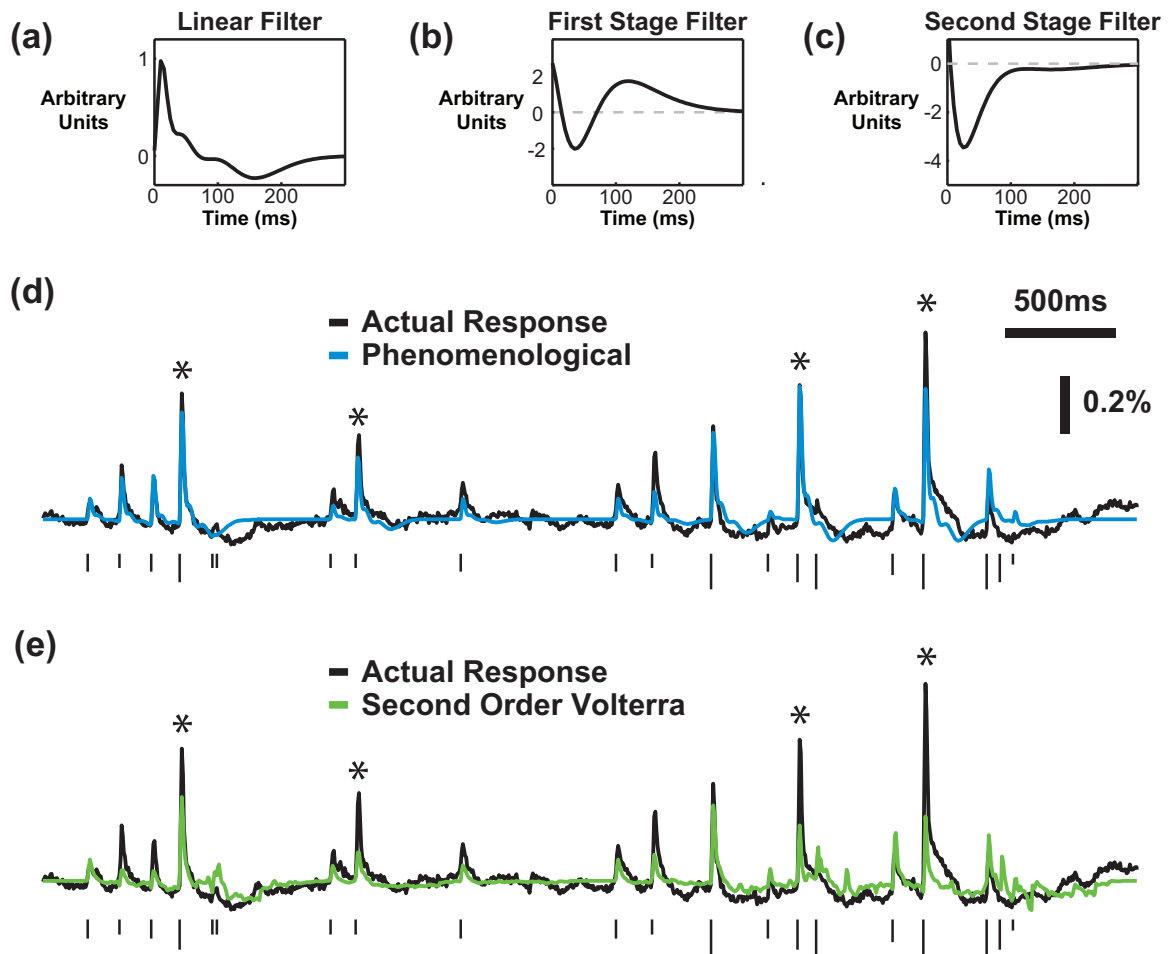 (a)
Linear Filter
Arbitrary
Units
1
0
0
100
200
Time (ms)
(b)
First Stage Filter
Arbitrary
Units
2
0
-2
0
100
200
Time (ms)
(c)
Second Stage Filter
Arbitrary
Units
0
-2
-4
0
100
200
Time (ms)
(d)
Actual Response
Phenomenological
*
*
*
*
500ms
0.2%
(e)
Actual Response
Second Order Volterra
*
*
*
*